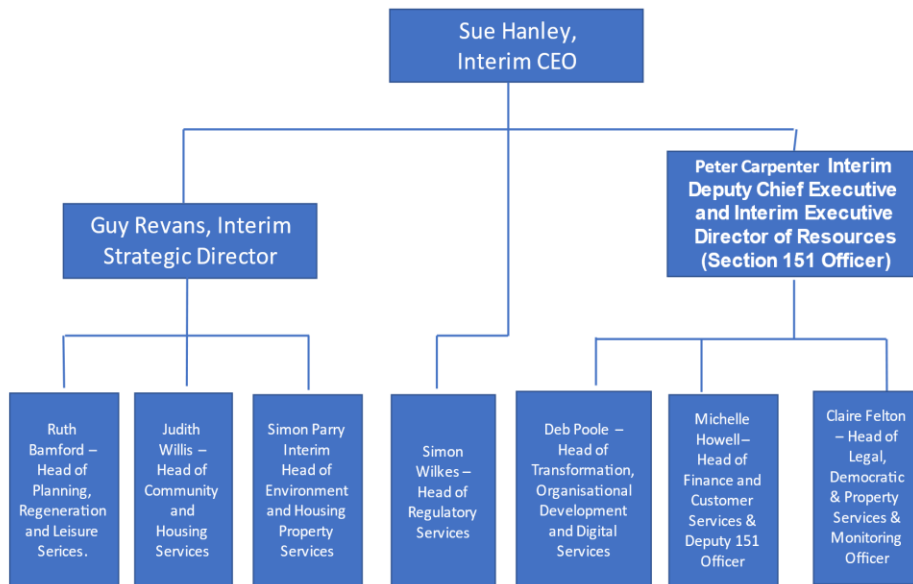 Sue Hanley,
Interim CEO
Peter Carpenter Interim
Deputy Chief Executive
and Interim Executive
Director of Resources
(Section 151 Officer)
Guy Revans, Interim
Strategic Director
Ruth
Bamford –
Head of
Planning,
Regeneration
and Leisure
Serices.
Judith
Willis –
Head of
Community
and
Housing
Services
Simon Parry
Interim
Head of
Environment
and Housing
Property
Services
Simon
Wilkes –
Head of
Regulatory
Services
Deb Poole –
Head of
Transformation,
Organisational
Development
and Digital
Services
Michelle
Howell–
Head of
Finance and
Customer
Services &
Deputy 151
Officer
Claire Felton
– Head of
Legal,
Democratic
& Property
Services &
Monitoring
Officer